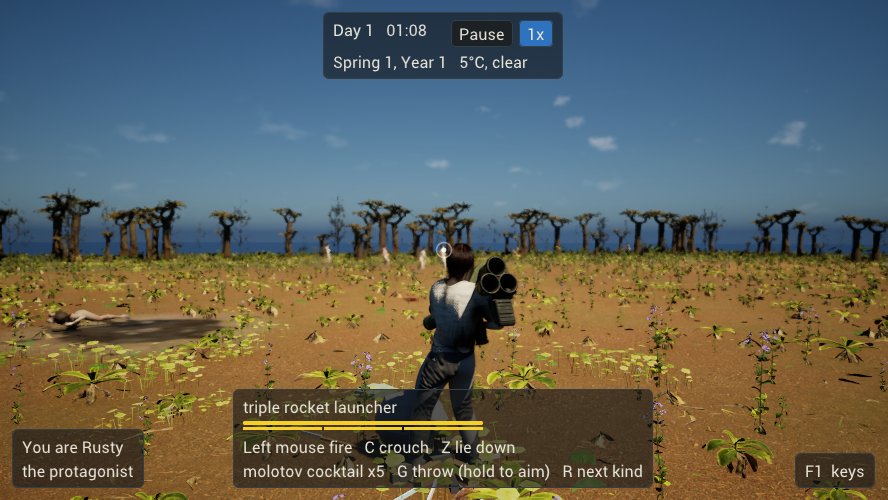 Day 1 01:08 Pause 1x
Spring 1, Year 1 5°C, clear
triple rocket launcher
Left mouse fire C crouch Z lie down
molotov cocktail x5 G throw (hold to aim) R next kind
You are Rusty
the protagonist
F1 keys